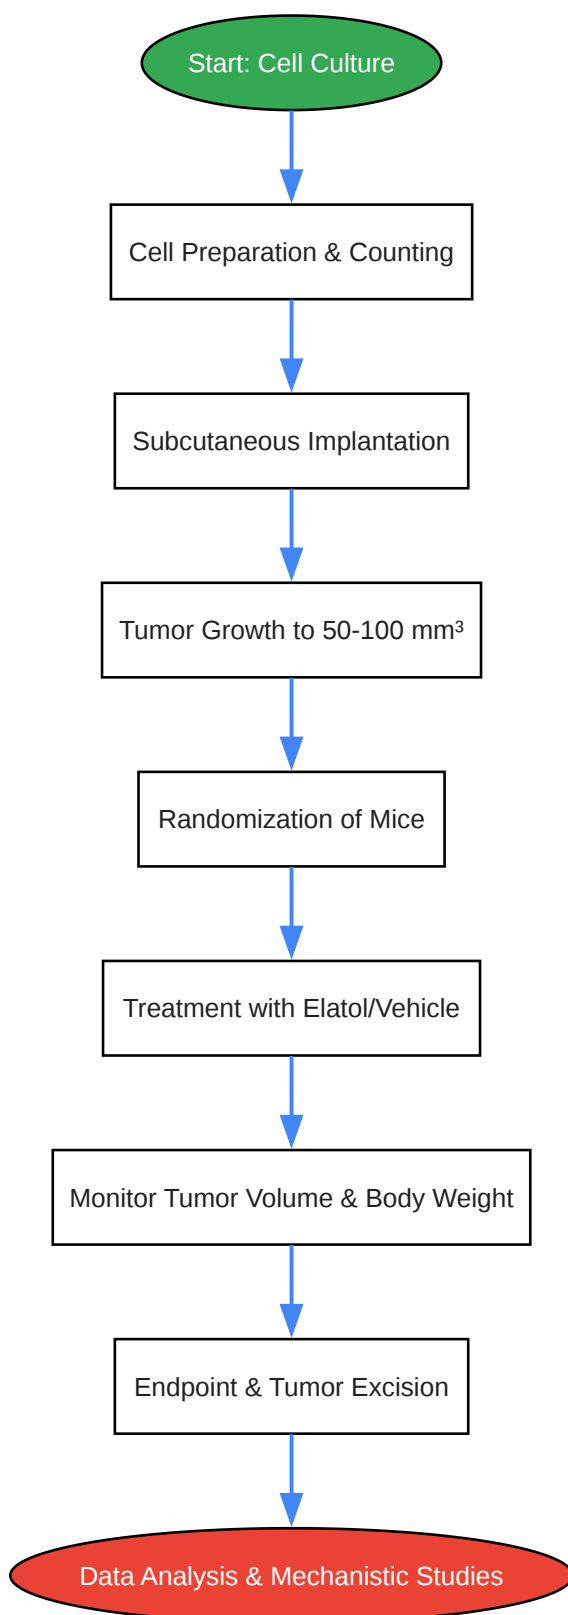 Start: Cell Culture
Cell Preparation & Counting
Subcutaneous Implantation
Tumor Growth to 50-100 mm³
Randomization of Mice
Treatment with Elatol/Vehicle
Monitor Tumor Volume & Body Weight
Endpoint & Tumor Excision
Data Analysis & Mechanistic Studies